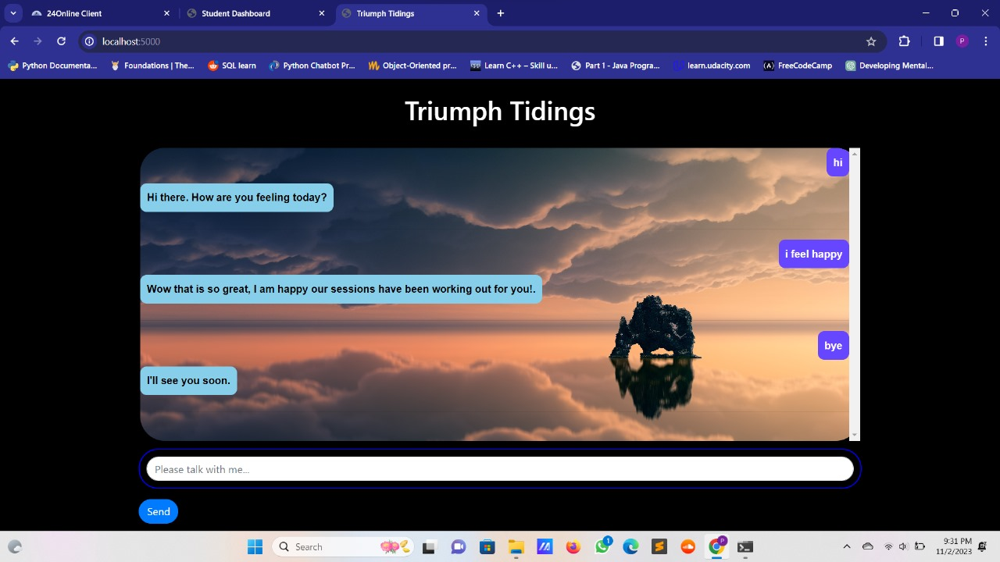 24Online Client
Student Dashboard
Triumph Tidings
localhost:5000
P
Python Documenta...
Foundations | The...
SQL learn
Python Chatbot Pr...
Object-Oriented pr...
Learn C++ – Skill u...
Part 1 - Java Progra...
learn.udacity.com
FreeCodeCamp
Developing Mental...
Triumph Tidings
hi
Hi there. How are you feeling today?
i feel happy
Wow that is so great, I am happy our sessions have been working out for you!.
bye
I'll see you soon.
Please talk with me...
Send
Search
1
P
9:31 PM
11/2/2023